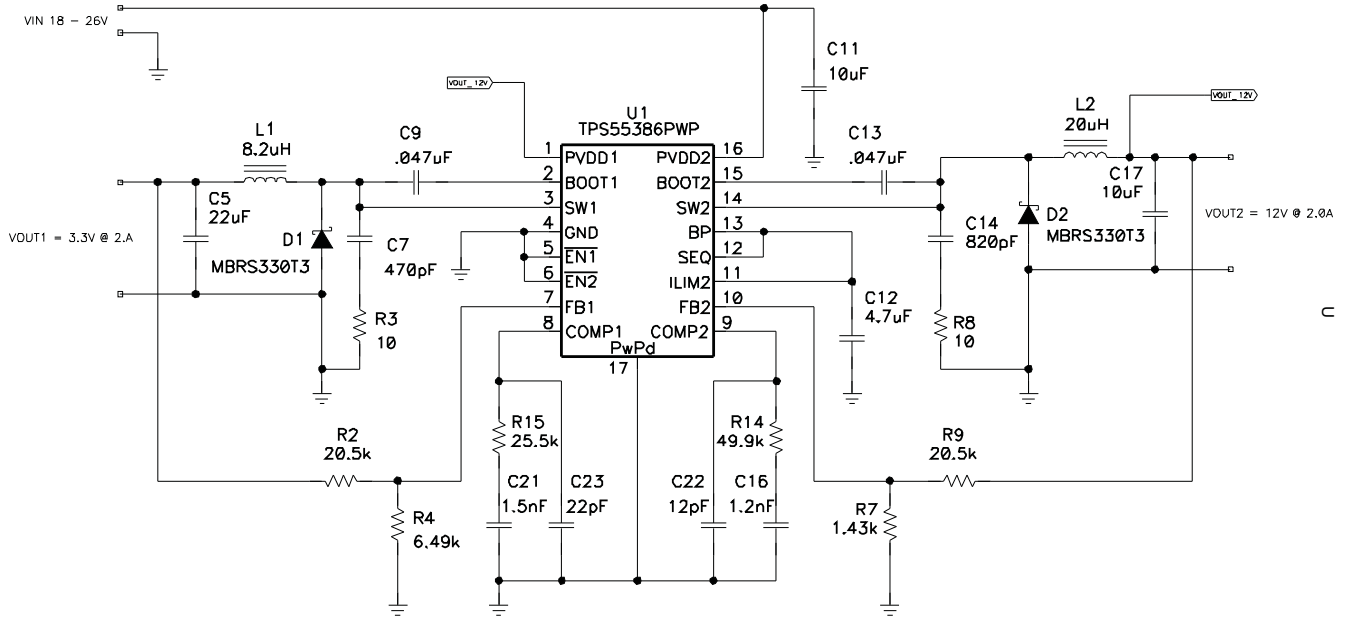 VIN 18 - 26V
C11
10uF
VOUT_12V
U1
TPS55386PWP
VOUT_12V
L2
20uH
L1
8.2uH
C9
.047uF
C13
.047uF
1
PVDD1
PVDD2
16
2
BOOT1
BOOT2
15
3
SW1
SW2
14
4
GND
BP
13
5
EN1
SEQ
12
6
EN2
ILIM2
11
7
FB1
FB2
10
8
COMP1
COMP2
9
PwPd
17
C5
22uF
VOUT1 = 3.3V @ 2.A
D1
MBRS330T3
C7
470pF
R3
10
C17
10uF
D2
MBRS330T3
VOUT2 = 12V @ 2.0A
C14
820pF
R8
10
C12
4.7uF
U
R15
25.5k
R14
49.9k
R2
20.5k
R9
20.5k
C21
1.5nF
C23
22pF
C22
12pF
C16
1.2nF
R4
6.49k
R7
1.43k